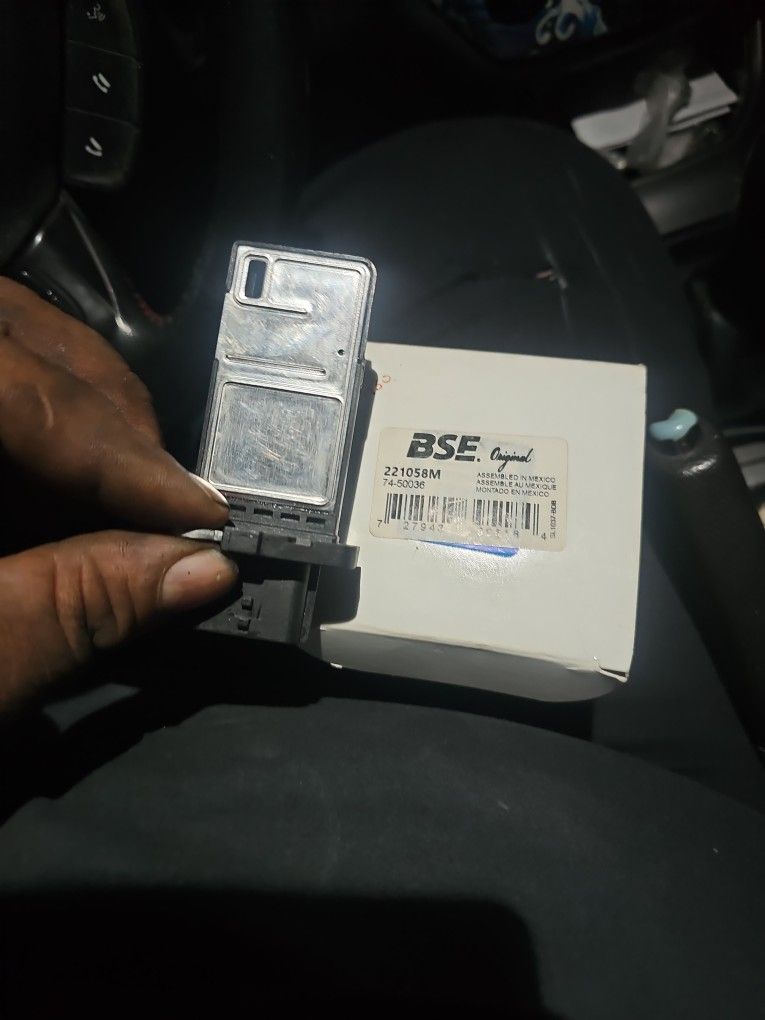 BSE. Original
221058M
74-50036
ASSEMBLED IN MEXICO
ASSEMBLE AU MEXIQUE
MONTADO EN MEXICO